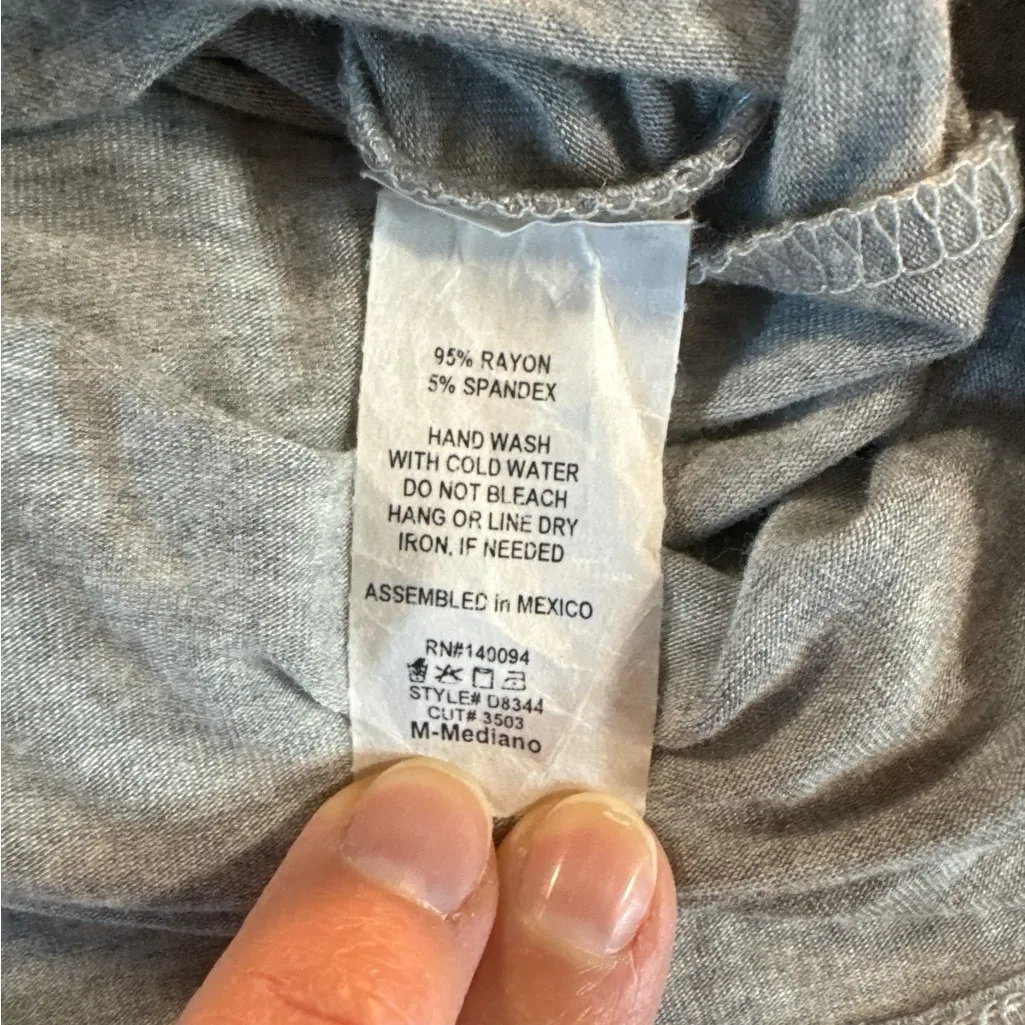 95% RAYON
5% SPANDEX
HAND WASH
WITH COLD WATER
DO NOT BLEACH
HANG OR LINE DRY
IRON, IF NEEDED
ASSEMBLED in MEXICO
RN#140094
STYLE# D8344
CUT# 3503
M-Mediano